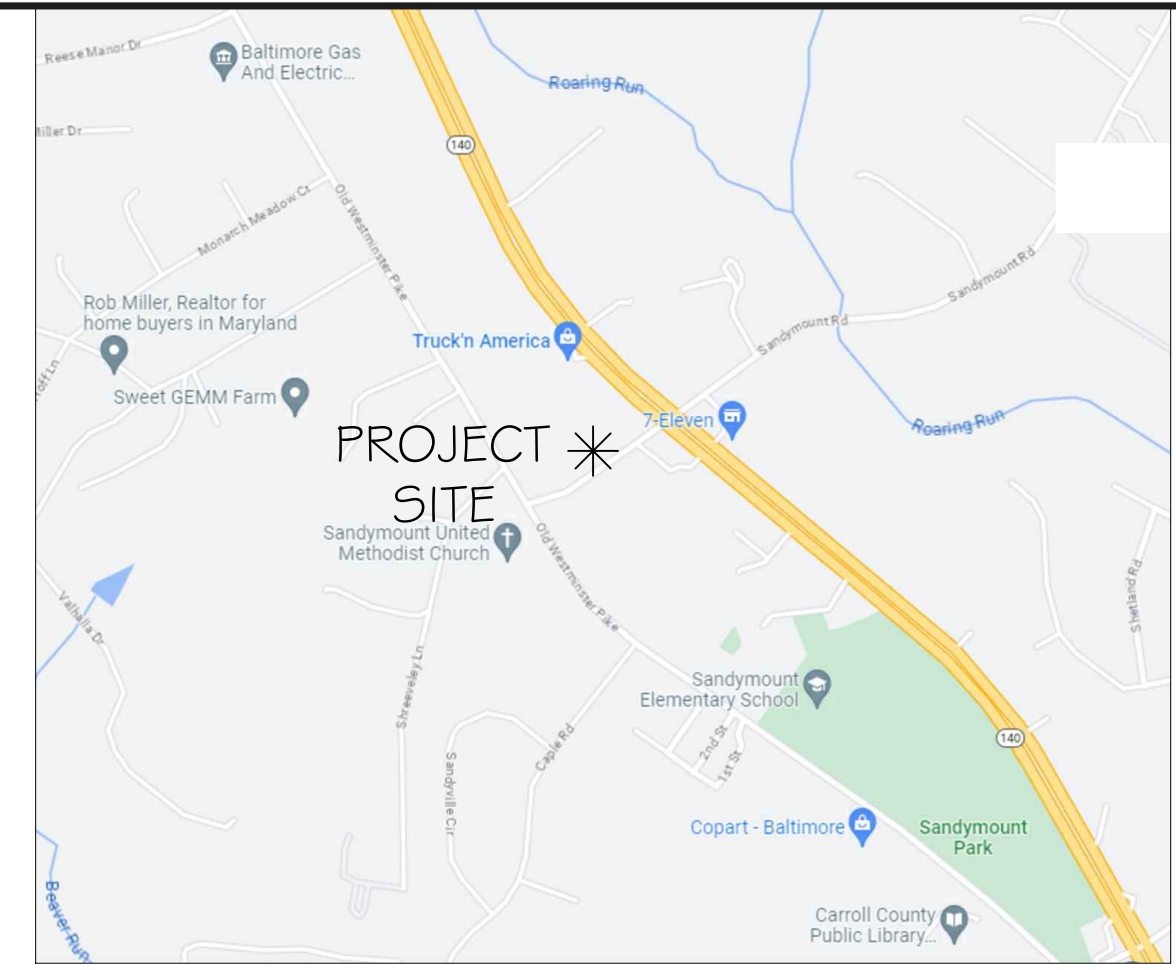 Reese Manor Dr
Baltimore Gas
And Electric...
Roaring Run
140
Monarch Meadow Ct
Old Westminster Pike
Sandymount Rd
Rob Miller, Realtor for
home buyers in Maryland
Truck'n America
Sandymount Rd
Sweet GEMM Farm
7-Eleven
Roaring Run
PROJECT
SITE
Sandymount United
Methodist Church
Old Westminster Pike
Valhalla Dr
Shetland Rd
Shreeveley Ln
Sandymount
Elementary School
Caple Rd
2nd St
1st St
140
Sandyville Cir
Copart - Baltimore
Sandymount
Park
Beaver Run
Carroll County
Public Library...